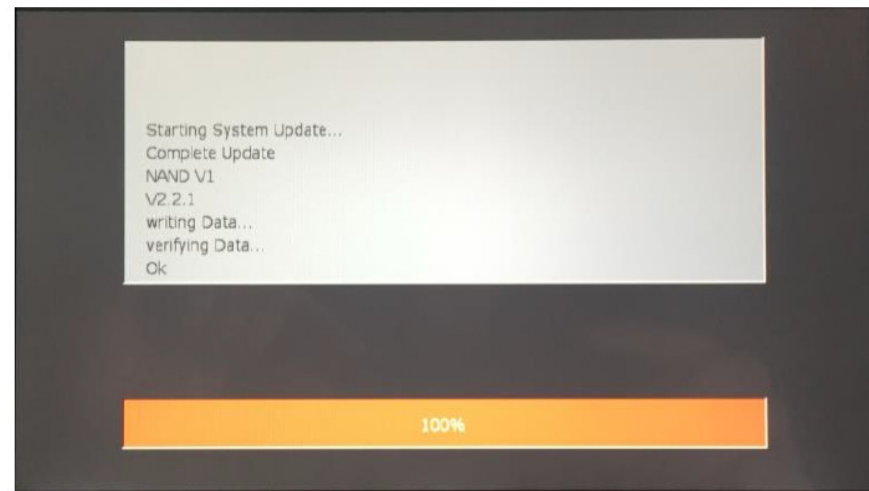 Starting System Update...
Complete Update
NAND V1
V2.2.1
writing Data...
verifying Data...
Ok
100%